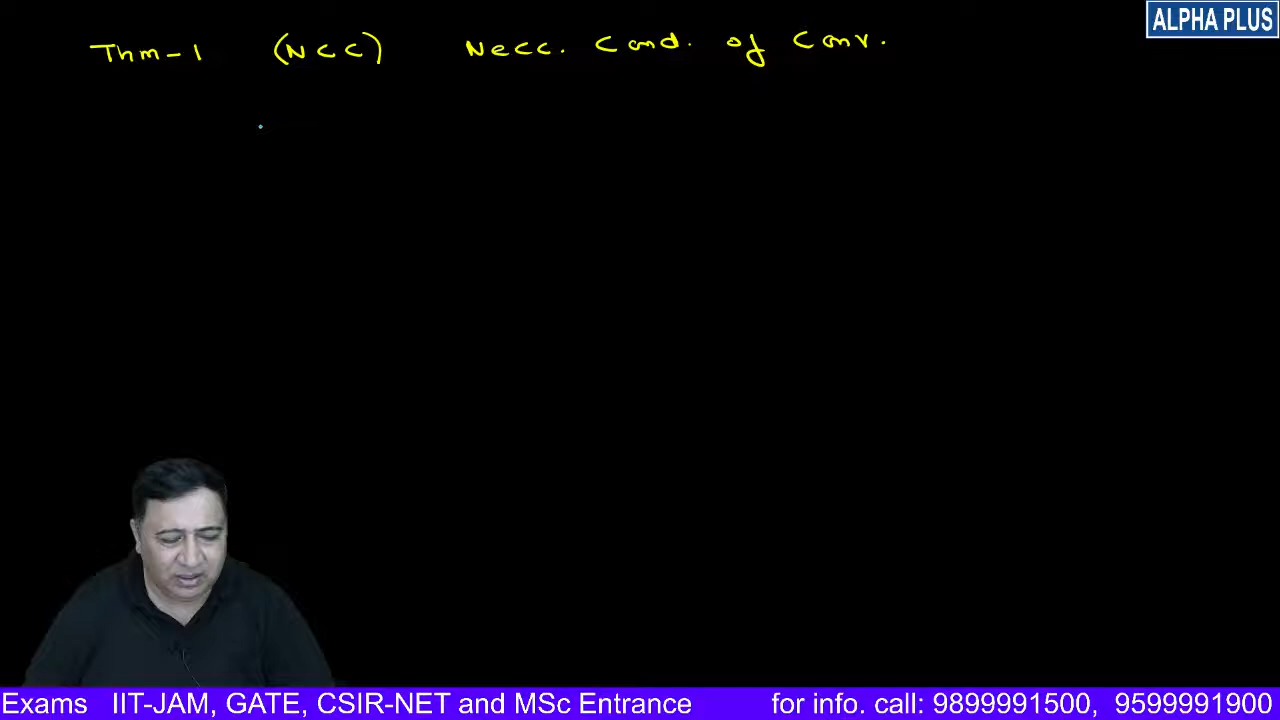 ALPHA PLUS
Thm-1 (NCC) Necc. Cond. of Conv.
Exams IIT-JAM, GATE, CSIR-NET and MSc Entrance for info. call: 9899991500, 9599991900